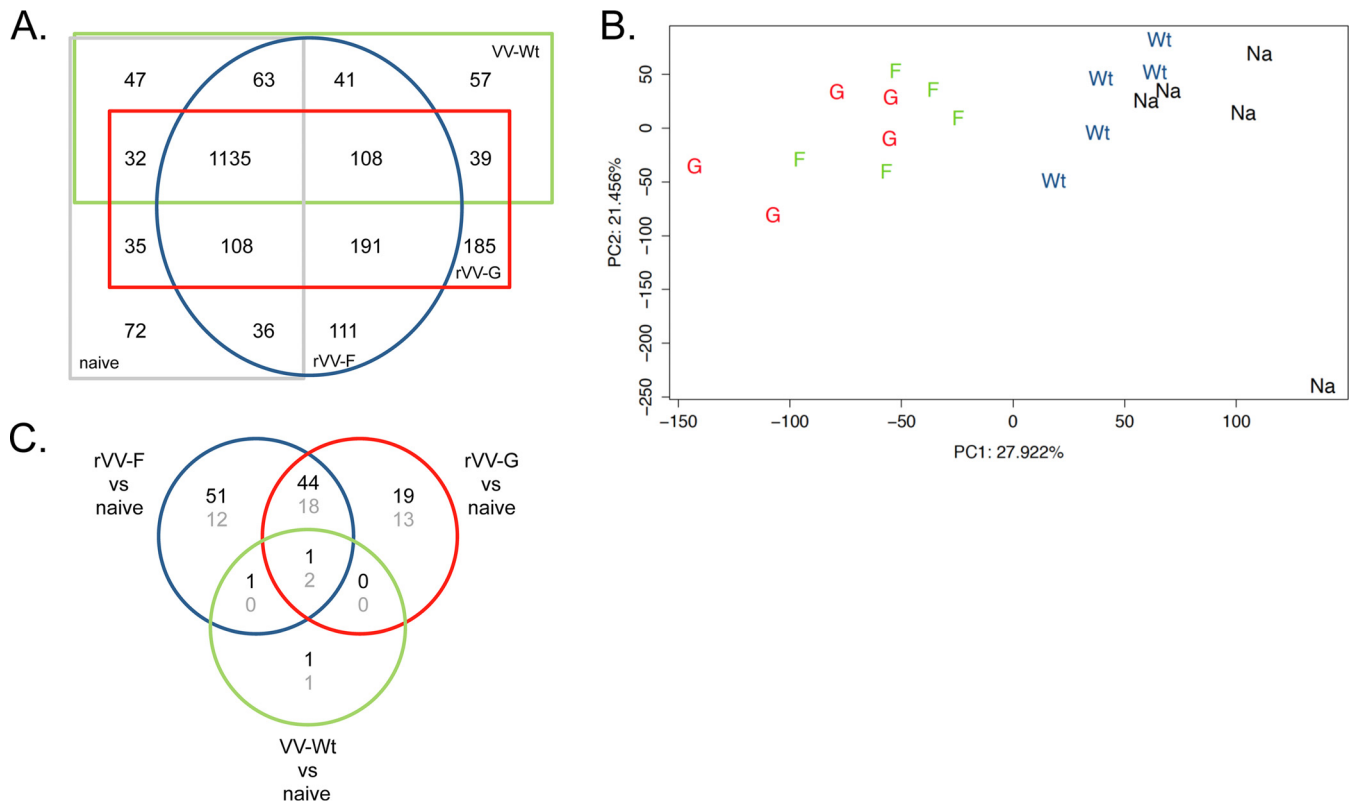 A.
VV-Wt
47 63 41 57
32 1135 108 39
35 108 191 185
rVV-G
72 36 111
naive rVV-F
B.
50
0
−50
−100
−150
−200
−250
PC2: 21.456%
Wt
Na
F
Wt
Wt
G
F
G
Na
Na
Na
F
G
Wt
F
G
F
Wt
G
Na
−150 −100 −50 0 50 100
PC1: 27.922%
C.
rVV-F
vs
naive
rVV-G
vs
naive
51 44 19
12 18 13
1
2
1 0
0 0
1
1
VV-Wt
vs
naive